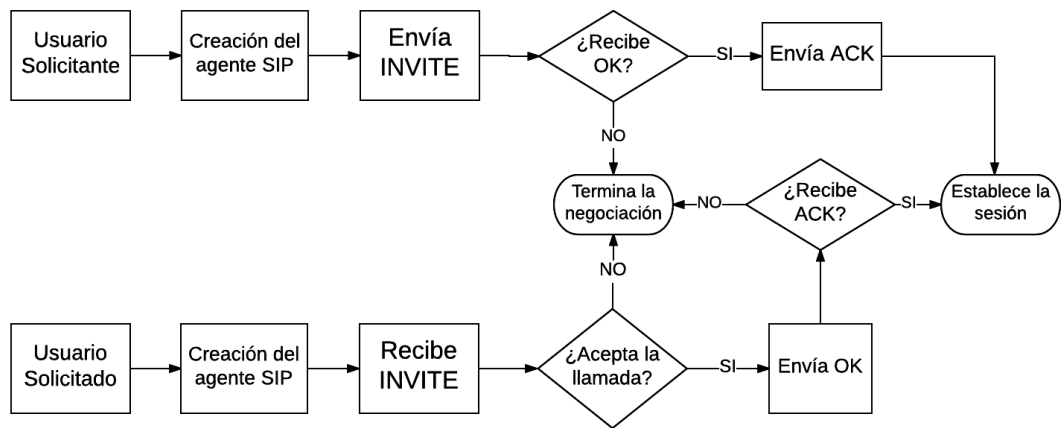 Usuario
Solicitante
Creación del
agente SIP
Envía
INVITE
¿Recibe
OK?
SI
Envía ACK
NO
Termina la
negociación
NO
¿Recibe
ACK?
SI
Establece la
sesión
NO
Usuario
Solicitado
Creación del
agente SIP
Recibe
INVITE
¿Acepta la
llamada?
SI
Envía OK